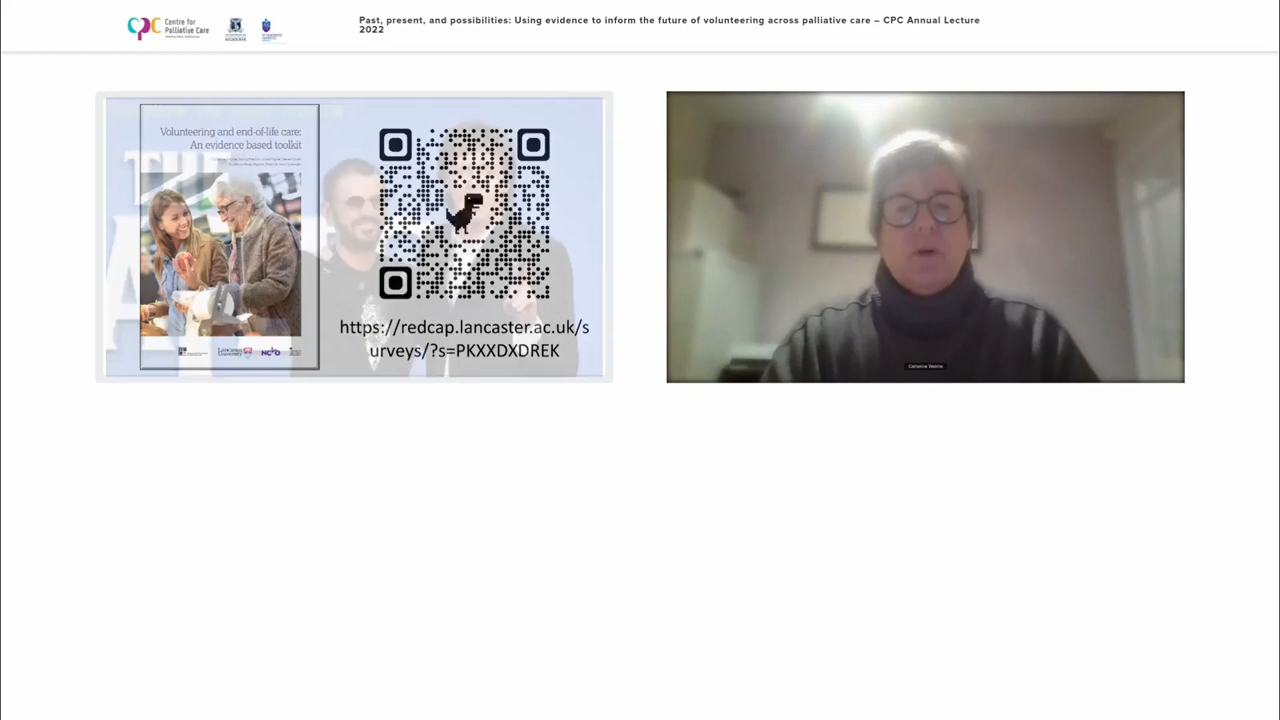 Centre for
Palliative Care
Past, present, and possibilities: Using evidence to inform the future of volunteering across palliative care – CPC Annual Lecture
2022
Volunteering and end-of-life care:
An evidence based toolkit
https://redcap.lancaster.ac.uk/s
urveys/?s=PKXXDXDREK
Lancaster
University